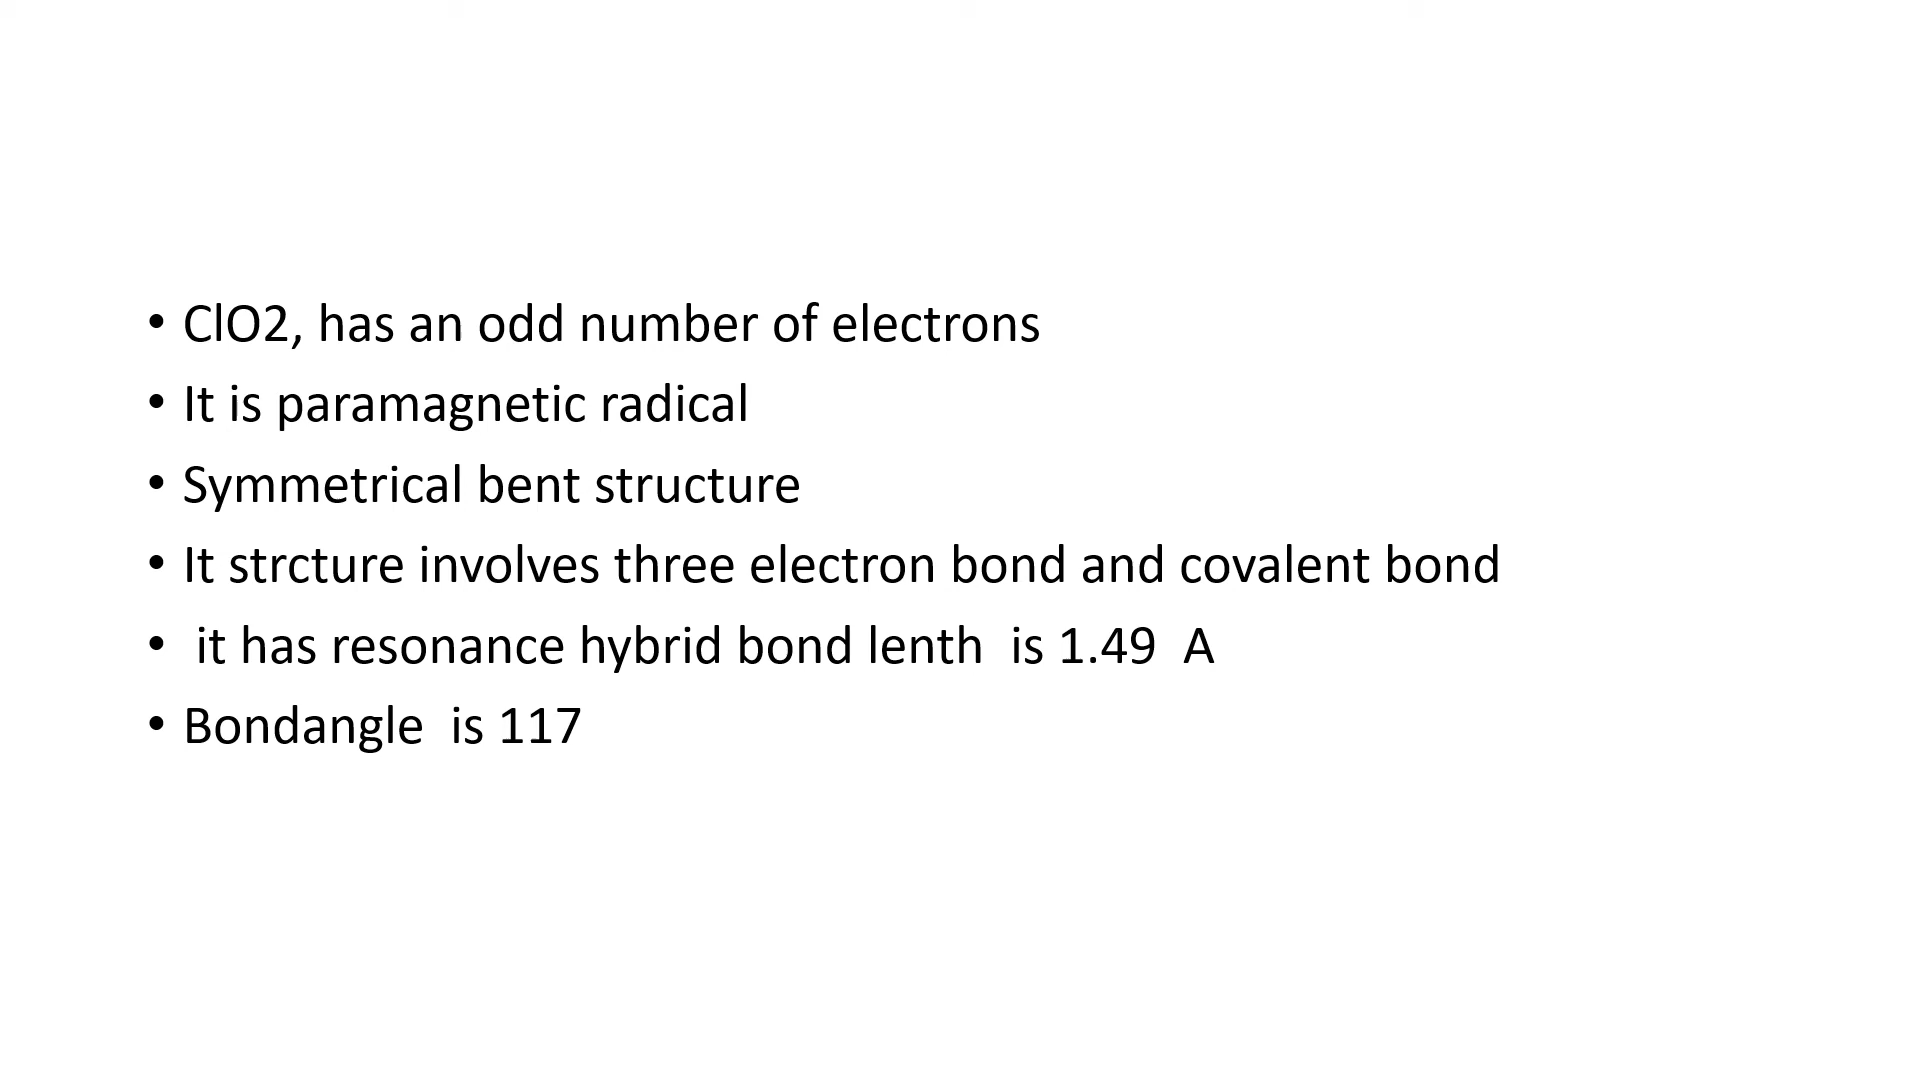 • ClO2, has an odd number of electrons
• It is paramagnetic radical
• Symmetrical bent structure
• It strcture involves three electron bond and covalent bond
• it has resonance hybrid bond lenth  is 1.49  A
• Bondangle  is 117